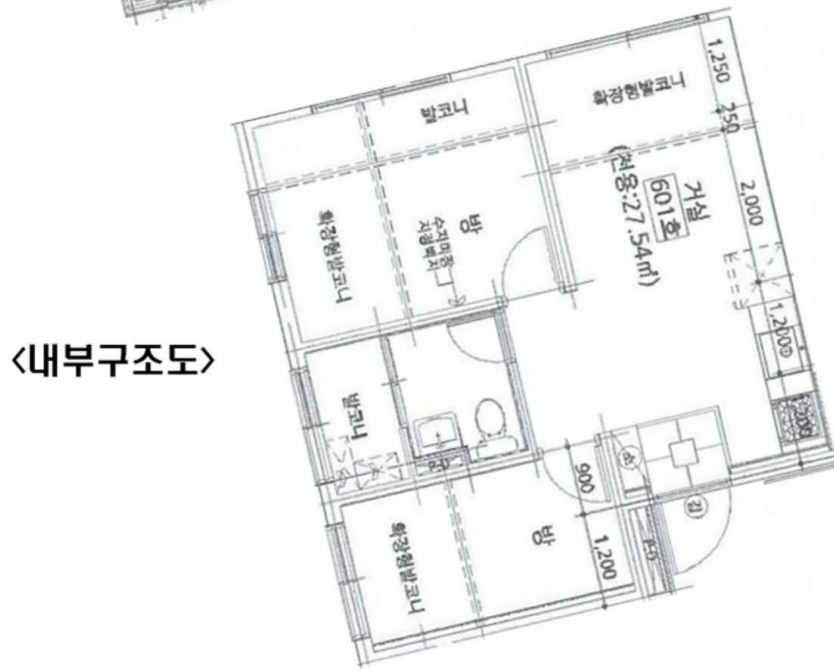 <내부구조도>
발코니
확장형발코니
1,250
250
2,000
1,200
거실
601호
(전용:27.54㎡)
방
확장형발코니
발코니
900
1,200
방
확장형발코니